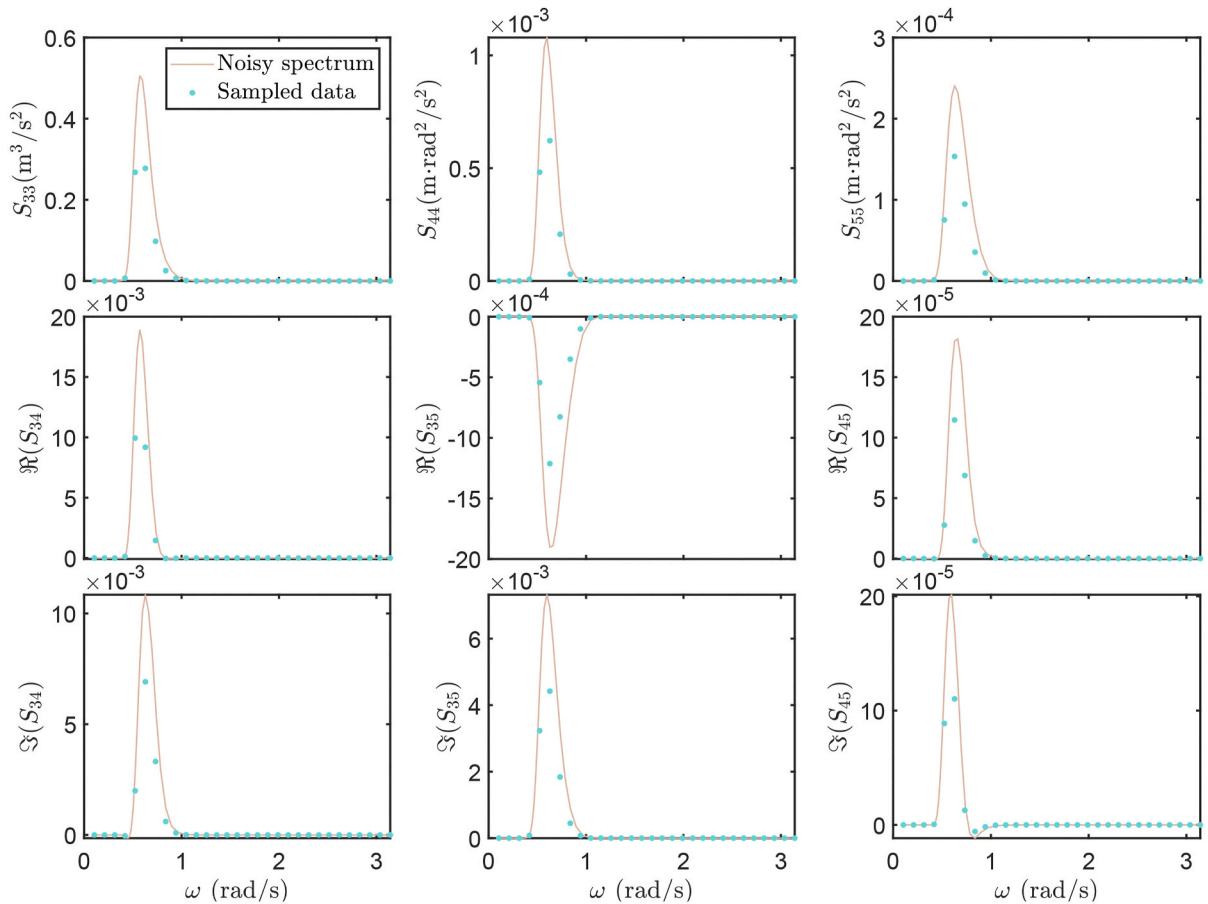 ×10⁻³ ×10⁻⁴
0.6 1 3
Noisy spectrum
Sampled data
0.4 2
S₃₃(m³/s²) S₄₄(m·rad²/s²) S₅₅(m·rad²/s²)
0.5
0.2 1
0 0 0
×10⁻³ ×10⁻⁴ ×10⁻⁵
20 0 20
15 -5 15
ℜ(S₃₄) ℜ(S₃₅) ℜ(S₄₅)
10 -10 10
5 -15 5
0 -20 0
×10⁻³ ×10⁻³ ×10⁻⁵
10 6 20
ℑ(S₃₄) ℑ(S₃₅) ℑ(S₄₅)
5 4 10
2
0 0 0
0 1 2 3 0 1 2 3 0 1 2 3
ω (rad/s) ω (rad/s) ω (rad/s)